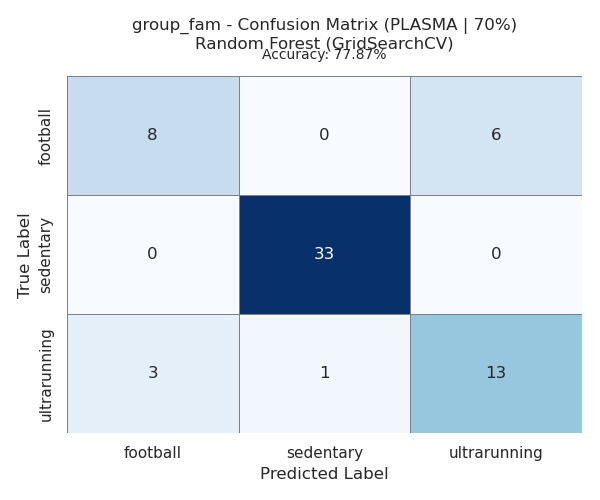 group_fam - Confusion Matrix (PLASMA | 70%)
Random Forest (GridSearchCV)
Accuracy: 77.87%
True Label
football
8
0
6
sedentary
0
33
0
ultrarunning
3
1
13
football
sedentary
ultrarunning
Predicted Label